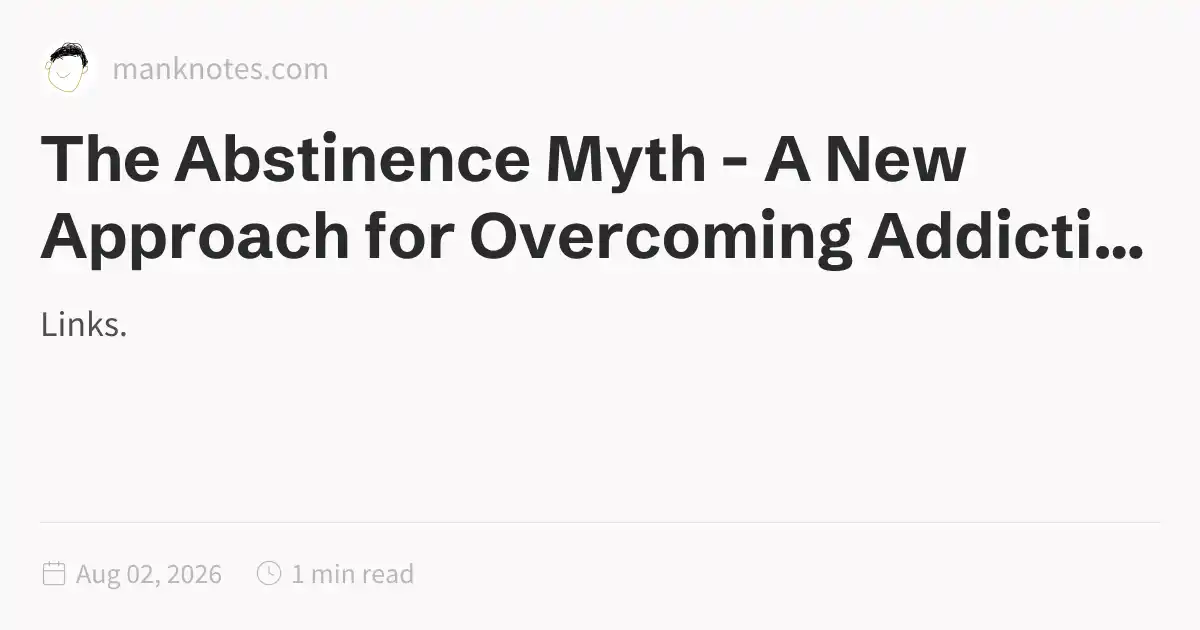 manknotes.com
The Abstinence Myth – A New
Approach for Overcoming Addicti...
Links.
Aug 02, 2026 1 min read